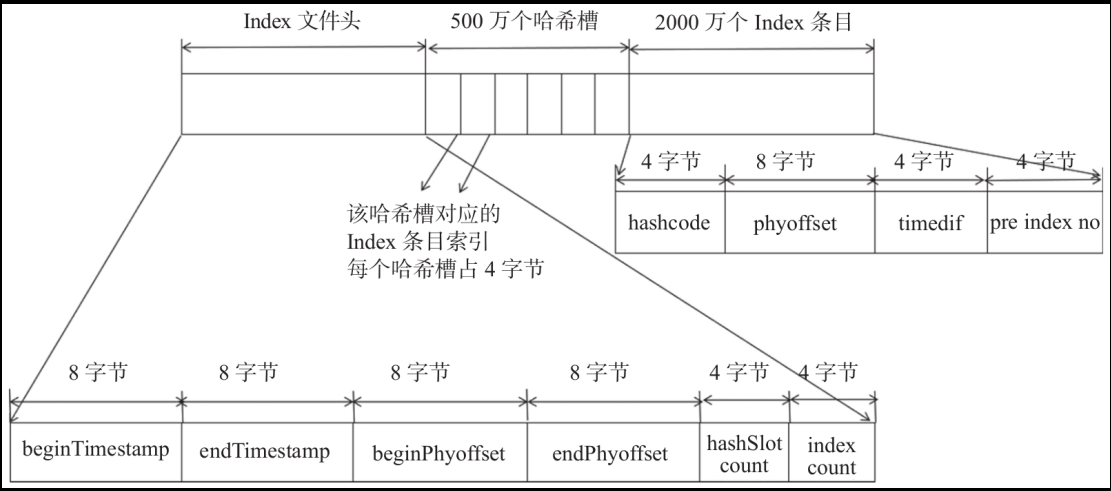 Index 文件头
500 万个哈希槽
2000万个 Index 条目
4 字节
8 字节
4 字节
4 字节
hashcode
phyoffset
timedif
pre index no
该哈希槽对应的
Index 条目索引
每个哈希槽占 4 字节
8 字节
8 字节
8 字节
8 字节
4 字节
4 字节
beginTimestamp
endTimestamp
beginPhyoffset
endPhyoffset
hashSlot
count
index
count